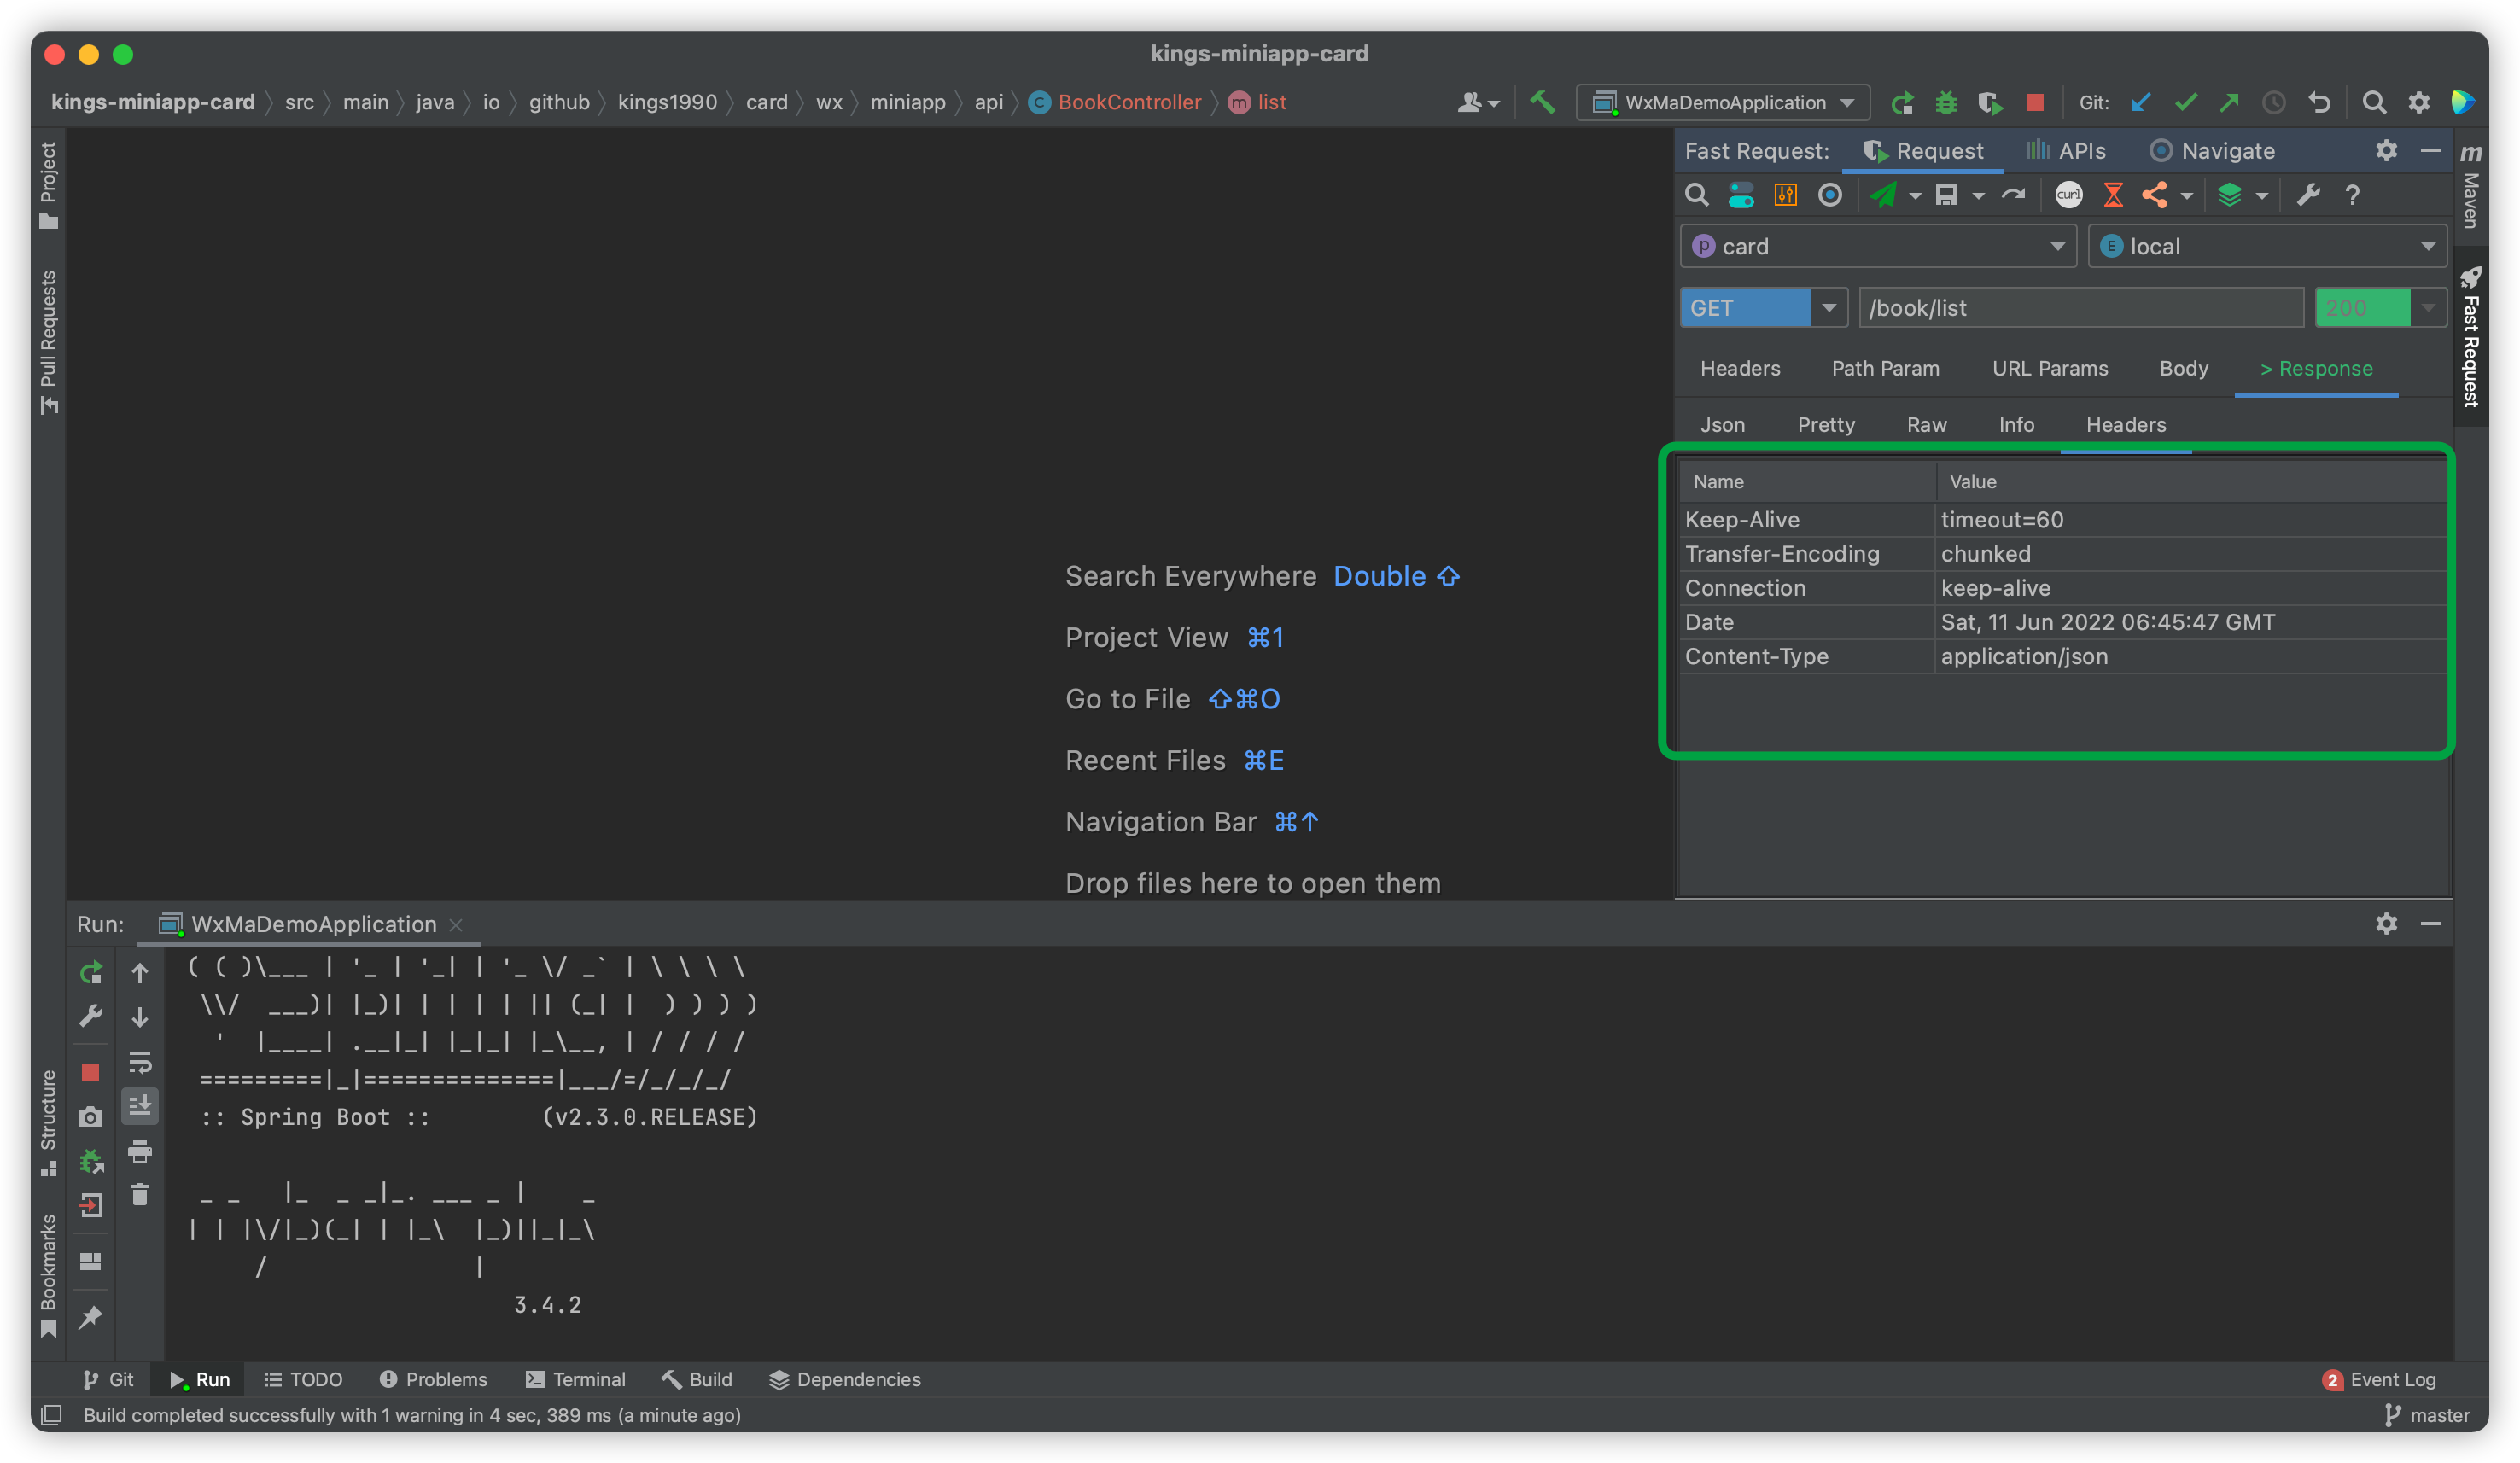 kings-miniapp-card
kings-miniapp-card src main java io github kings1990 card wx miniapp api C BookController m list WxMaDemoApplication Git:
Project
Pull Requests
Structure
Bookmarks
Search Everywhere Double ⇧
Project View ⌘1
Go to File ⇧⌘O
Recent Files ⌘E
Navigation Bar ⌘↑
Drop files here to open them
Fast Request: Request APIs Navigate
curl ?
p card E local
GET /book/list 200
Headers Path Param URL Params Body > Response
Json Pretty Raw Info Headers
Name Value
Keep-Alive timeout=60
Transfer-Encoding chunked
Connection keep-alive
Date Sat, 11 Jun 2022 06:45:47 GMT
Content-Type application/json
m Maven
Fast Request
Run: WxMaDemoApplication
( ( )\___ | '_ | '_| | '_ \/ _` | \ \ \ \
\\/  ___)| |_)| | | | | || (_| |  ) ) ) )
'  |____| .__|_| |_|_| |_\__, | / / / /
=========|_|==============|___/=/_/_/_/
:: Spring Boot ::        (v2.3.0.RELEASE)
_ _   |_  _ _|_. ___ _ |    _
| | |\/|_)(_| | |_\  |_)||_|_\
/               |
3.4.2
Git Run TODO Problems Terminal Build Dependencies 2 Event Log
Build completed successfully with 1 warning in 4 sec, 389 ms (a minute ago) master